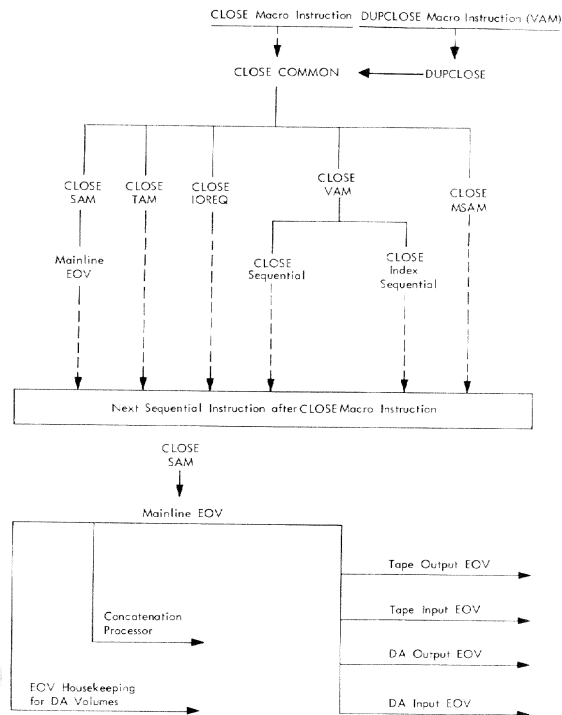 CLOSE Macro Instruction DUPCLOSE Macro Instruction (VAM)
CLOSE COMMON
DUPCLOSE
CLOSE
SAM
CLOSE
TAM
CLOSE
IOREQ
CLOSE
VAM
CLOSE
MSAM
Mainline
EOV
CLOSE
Sequential
CLOSE
Index
Sequential
Next Sequential Instruction after CLOSE Macro Instruction
CLOSE
SAM
Mainline EOV
Tape Output EOV
Tape Input EOV
Concatenation
Processor
DA Output EOV
EOV Housekeeping
for DA Volumes
DA Input EOV